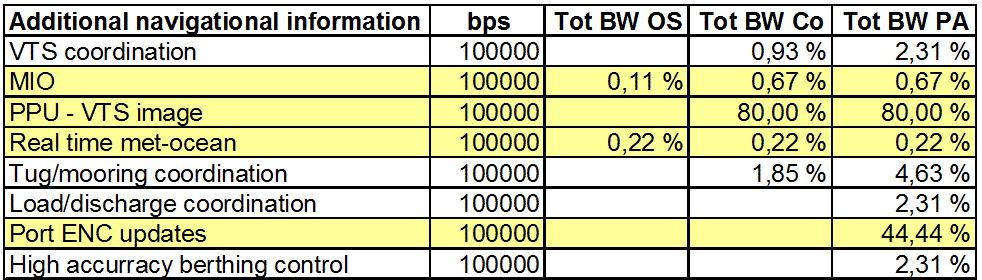 Additional navigational information bps Tot BW OS Tot BW Co Tot BW PA
VTS coordination 100000 0,93 % 2,31 %
MIO 100000 0,11 % 0,67 % 0,67 %
PPU - VTS image 100000 80,00 % 80,00 %
Real time met-ocean 100000 0,22 % 0,22 % 0,22 %
Tug/mooring coordination 100000 1,85 % 4,63 %
Load/discharge coordination 100000 2,31 %
Port ENC updates 100000 44,44 %
High accurracy berthing control 100000 2,31 %